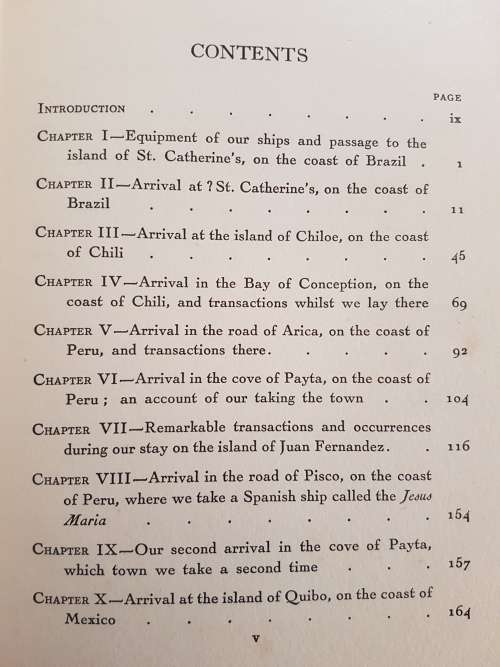 CONTENTS
PAGE
INTRODUCTION . . . . . . . ix
CHAPTER I—Equipment of our ships and passage to the
island of St. Catherine's, on the coast of Brazil . 1
CHAPTER II—Arrival at ? St. Catherine's, on the coast of
Brazil . . . . . . . 11
CHAPTER III—Arrival at the island of Chiloe, on the coast
of Chili . . . . . . . 45
CHAPTER IV—Arrival in the Bay of Conception, on the
coast of Chili, and transactions whilst we lay there 69
CHAPTER V—Arrival in the road of Arica, on the coast of
Peru, and transactions there. . . . . 92
CHAPTER VI—Arrival in the cove of Payta, on the coast of
Peru ; an account of our taking the town . . 104
CHAPTER VII—Remarkable transactions and occurrences
during our stay on the island of Juan Fernandez. . 116
CHAPTER VIII—Arrival in the road of Pisco, on the coast
of Peru, where we take a Spanish ship called the Jesus
Maria . . . . . . . . 154
CHAPTER IX—Our second arrival in the cove of Payta,
which town we take a second time . . . 157
CHAPTER X—Arrival at the island of Quibo, on the coast of
Mexico . . . . . . . . 164
v